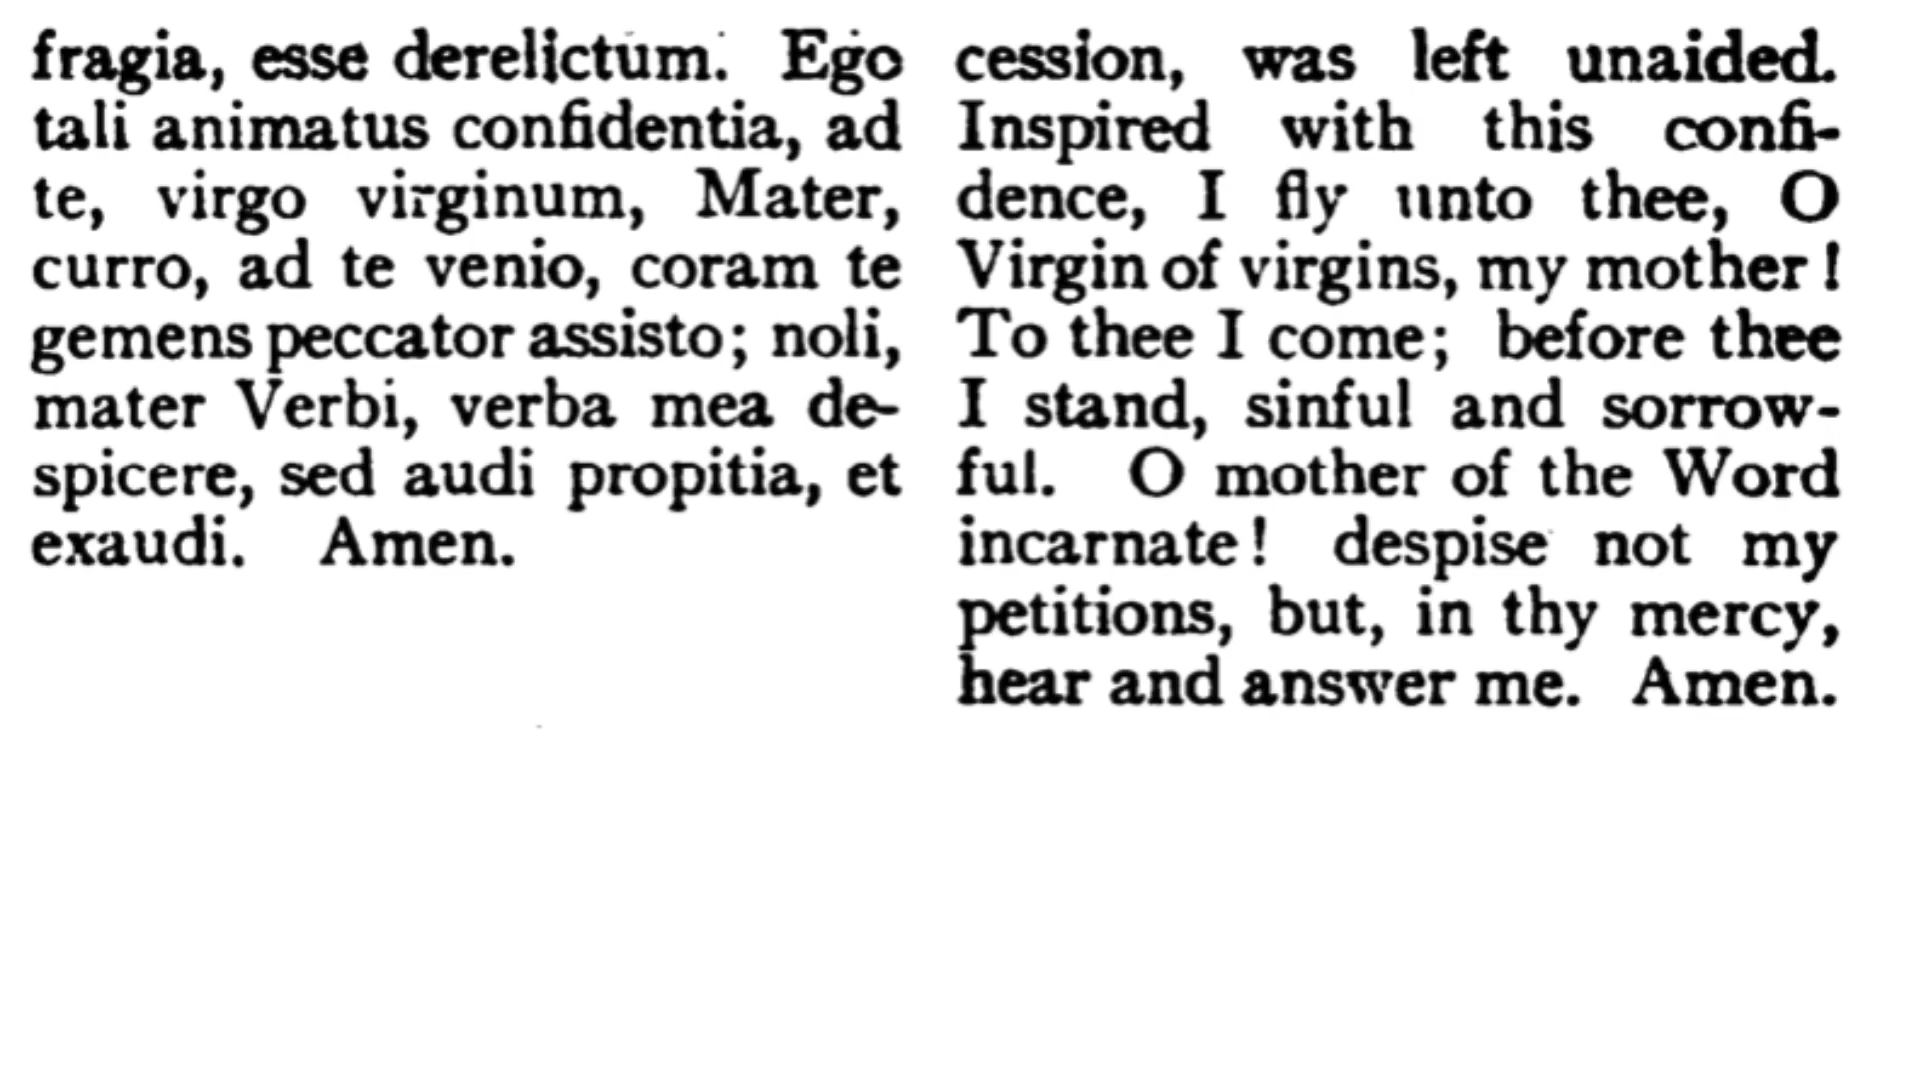 fragia, esse derelictum. Ego
tali animatus confidentia, ad
te, virgo virginum, Mater,
curro, ad te venio, coram te
gemens peccator assisto; noli,
mater Verbi, verba mea de-
spicere, sed audi propitia, et
exaudi. Amen.
cession, was left unaided.
Inspired with this confi-
dence, I fly unto thee, O
Virgin of virgins, my mother!
To thee I come; before thee
I stand, sinful and sorrow-
ful. O mother of the Word
incarnate! despise not my
petitions, but, in thy mercy,
hear and answer me. Amen.